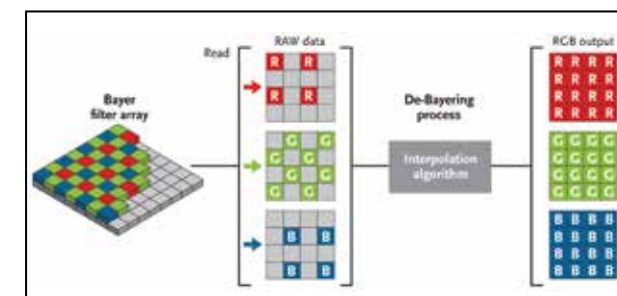 RAW data
RGB output
Read
R R
R R
R R R R
R R R R
R R R R
R R R R
Bayer
filter array
De-Bayering
process
G G
G G
G G
G G
G G G G
G G G G
G G G G
G G G G
Interpolation
algorithm
B B
B B
B B B B
B B B B
B B B B
B B B B